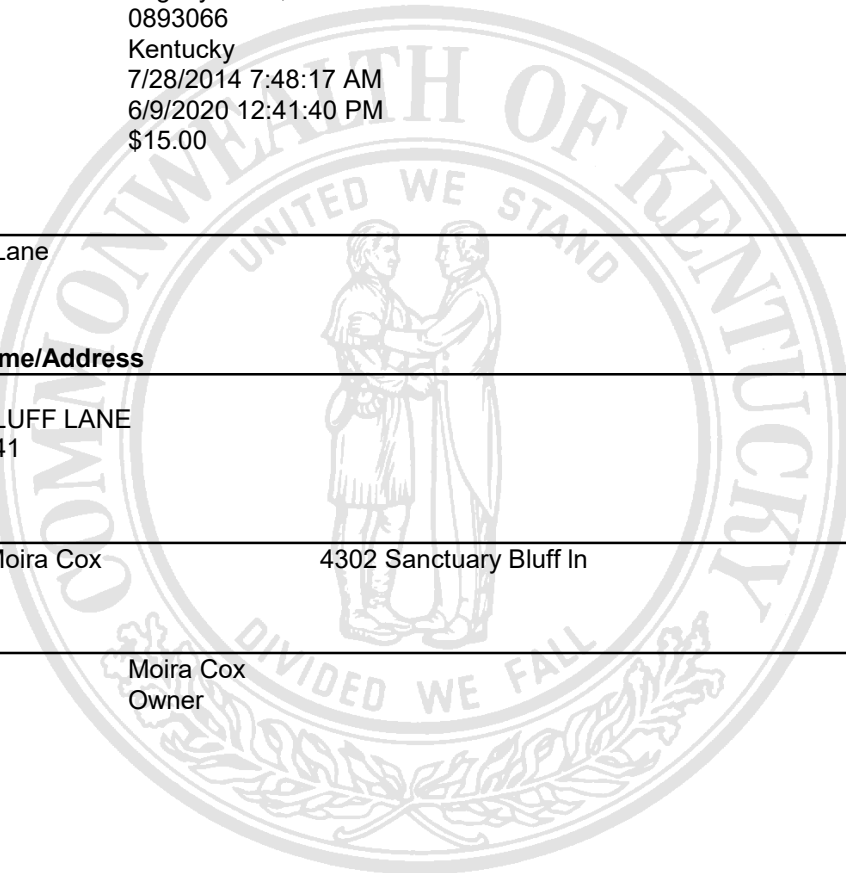 0893066
Kentucky
7/28/2014 7:48:17 AM
6/9/2020 12:41:40 PM
$15.00
COMMONWEALTH OF KENTUCKY
UNITED WE STAND
Lane
me/Address
LUFF LANE
41
Moira Cox 4302 Sanctuary Bluff ln
Moira Cox
Owner
DIVIDED WE FALL